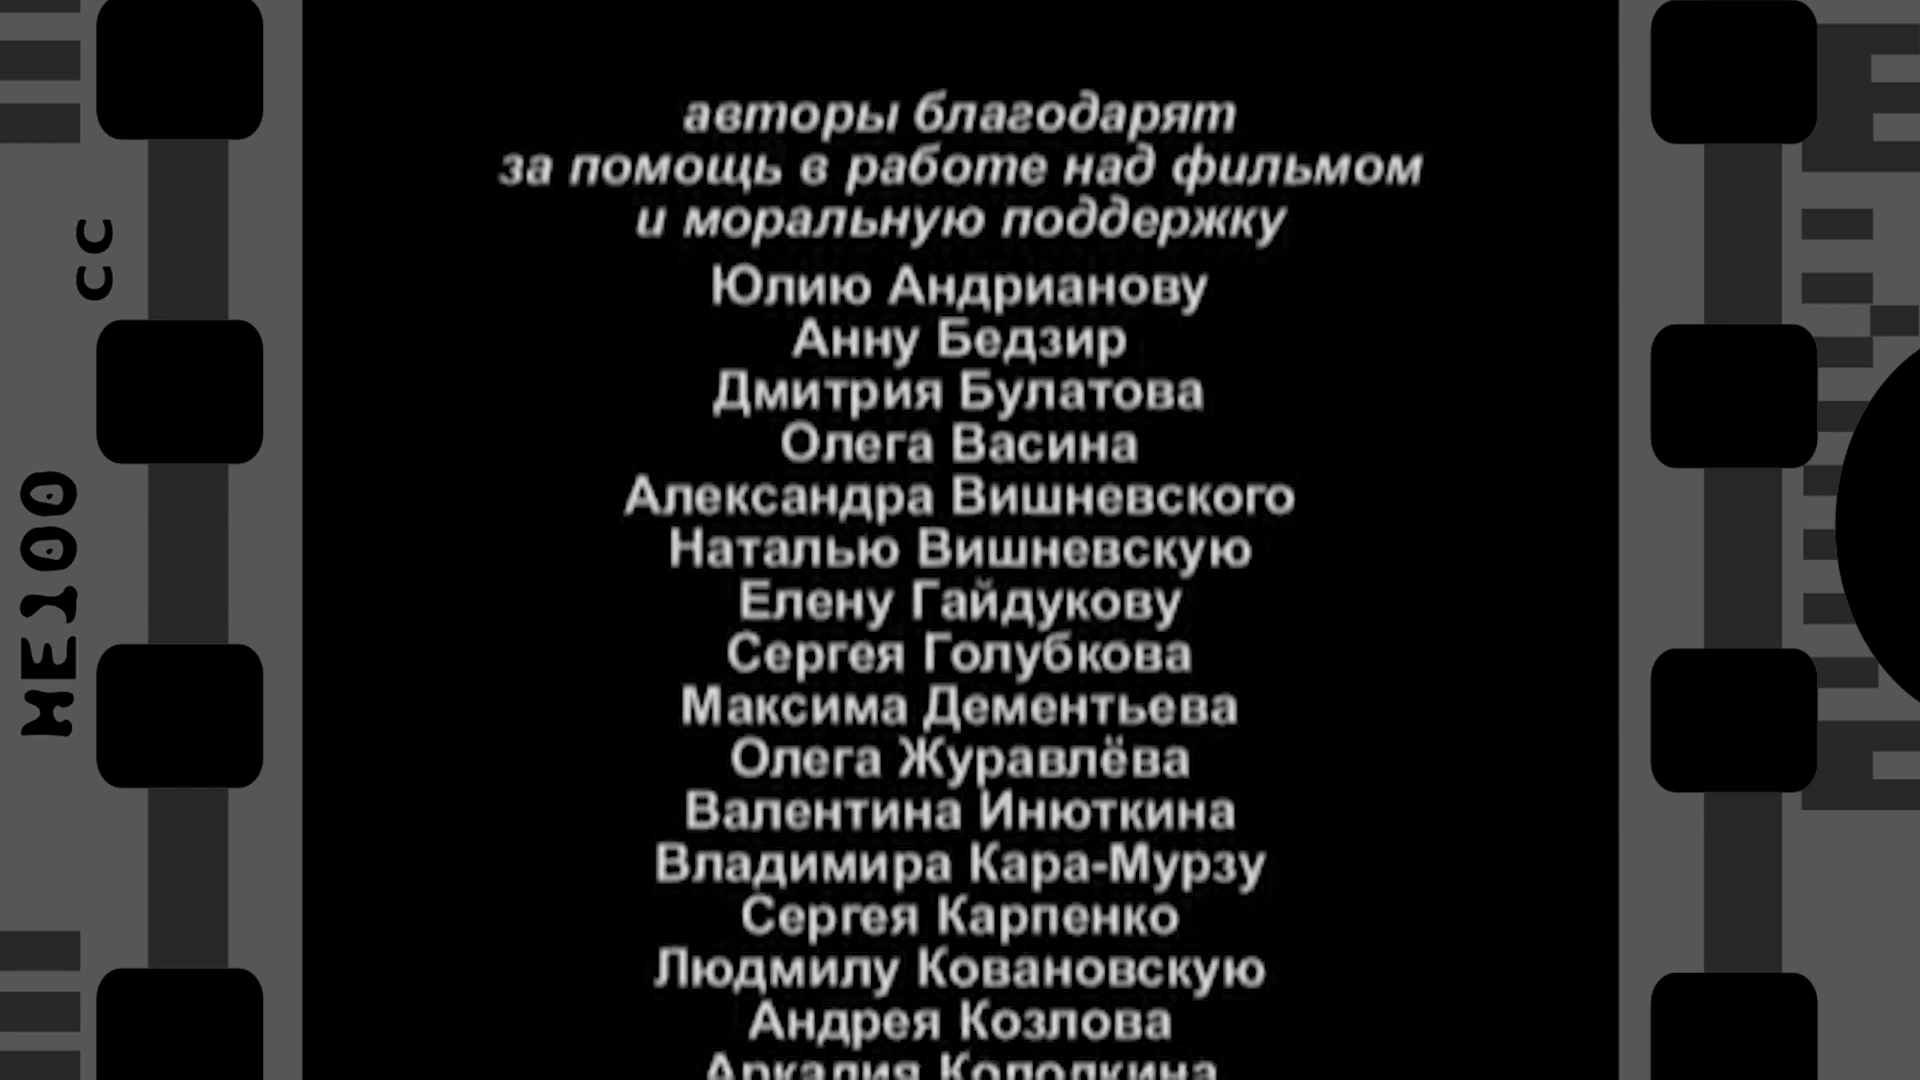 авторы благодарят
за помощь в работе над фильмом
и моральную поддержку
Юлию Андрианову
Анну Бедзир
Дмитрия Булатова
Олега Васина
Александра Вишневского
Наталью Вишневскую
Елену Гайдукову
Сергея Голубкова
Максима Дементьева
Олега Журавлёва
Валентина Инюткина
Владимира Кара-Мурзу
Сергея Карпенко
Людмилу Ковановскую
Андрея Козлова
Аркадия
CC